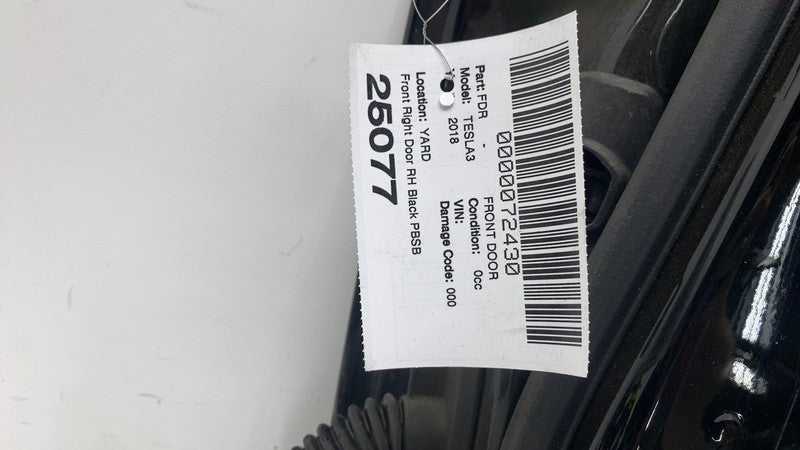 0000072430
Part: FDR - FRONT DOOR
Model: TESLA3 Condition: 0cc
2018 VIN:
Damage Code: 000
Location: YARD
Front Right Door RH Black PBSB
25077